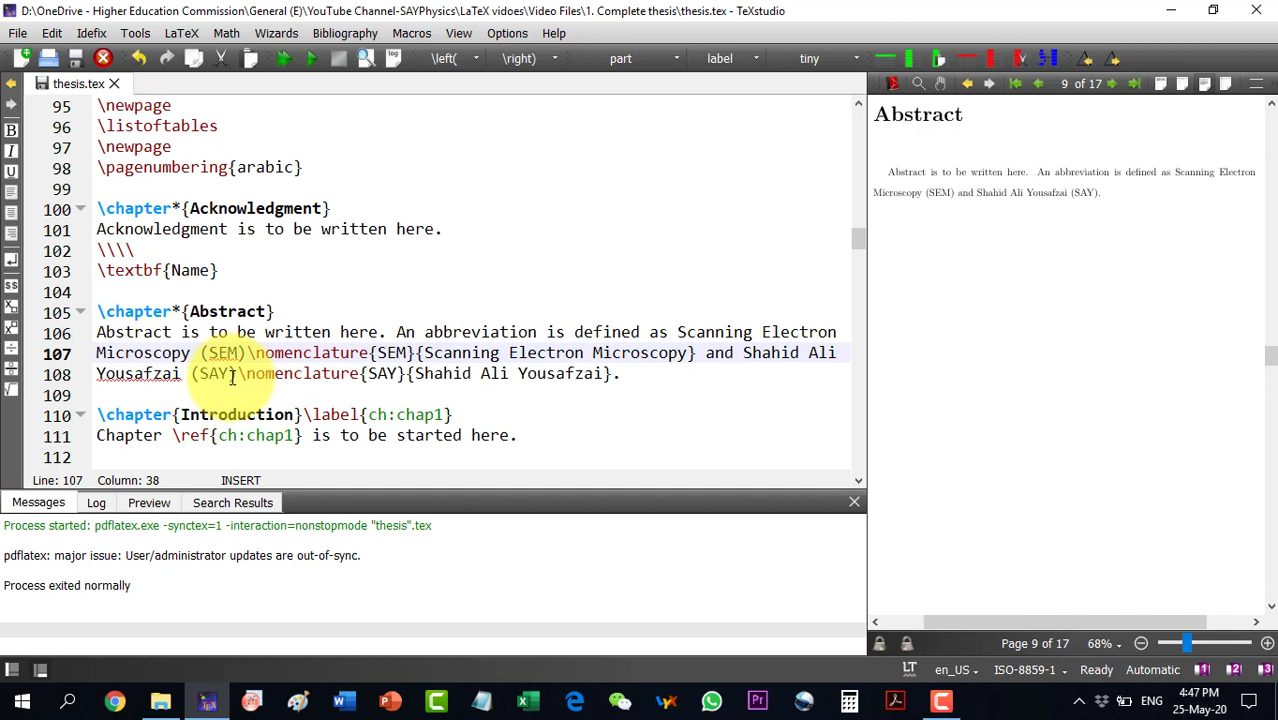 D:\OneDrive - Higher Education Commission\General (E)\YouTube Channel-SAYPhysics\LaTeX vidoes\Video Files\1. Complete thesis\thesis.tex - TeXstudio
File Edit Idefix Tools LaTeX Math Wizards Bibliography Macros View Options Help
\left( \right) part label tiny
thesis.tex
9 of 17
95 \newpage
96 \listoftables
97 \newpage
98 \pagenumbering{arabic}
99
100 \chapter*{Acknowledgment}
101 Acknowledgment is to be written here.
102 \\\\
103 \textbf{Name}
104
105 \chapter*{Abstract}
106 Abstract is to be written here. An abbreviation is defined as Scanning Electron
107 Microscopy (SEM)\nomenclature{SEM}{Scanning Electron Microscopy} and Shahid Ali
108 Yousafzai (SAY)\nomenclature{SAY}{Shahid Ali Yousafzai}.
109
110 \chapter{Introduction}\label{ch:chap1}
111 Chapter \ref{ch:chap1} is to be started here.
112
Line: 107 Column: 38 INSERT
Messages Log Preview Search Results
Process started: pdflatex.exe -synctex=1 -interaction=nonstopmode "thesis".tex
pdflatex: major issue: User/administrator updates are out-of-sync.
Process exited normally
Abstract
Abstract is to be written here. An abbreviation is defined as Scanning Electron
Microscopy (SEM) and Shahid Ali Yousafzai (SAY).
Page 9 of 17 68%
LT en_US ISO-8859-1 Ready Automatic 1 2 3
ENG 4:47 PM
25-May-20